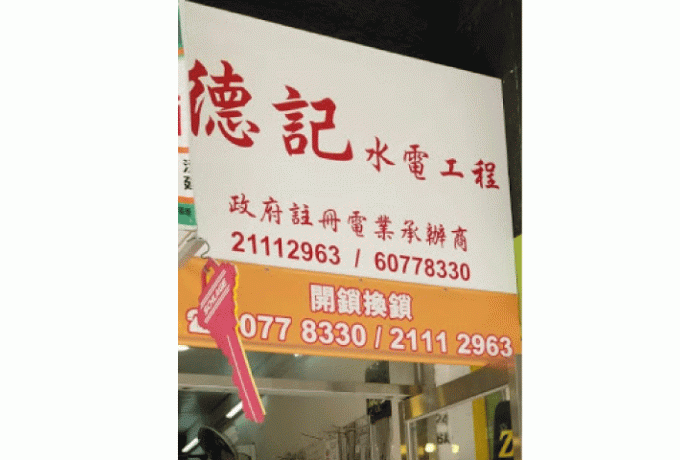 德記水電工程
政府註冊電業承辦商
21112963 / 60778330
開鎖換鎖
077 8330 / 2111 2963
SCHLAGE
Z